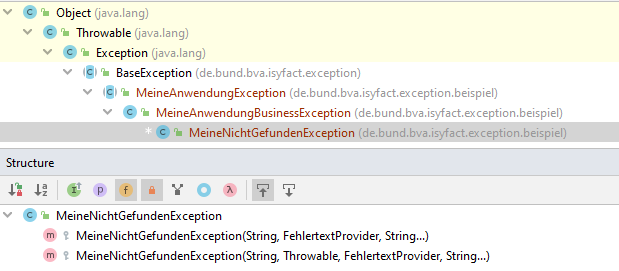 Object (java.lang)
Throwable (java.lang)
Exception (java.lang)
BaseException (de.bund.bva.isyfact.exception)
MeineAnwendungException (de.bund.bva.isyfact.exception.beispiel)
MeineAnwendungBusinessException (de.bund.bva.isyfact.exception.beispiel)
* MeineNichtGefundenException (de.bund.bva.isyfact.exception.beispiel)
Structure
MeineNichtGefundenException
MeineNichtGefundenException(String, FehlertextProvider, String...)
MeineNichtGefundenException(String, Throwable, FehlertextProvider, String...)